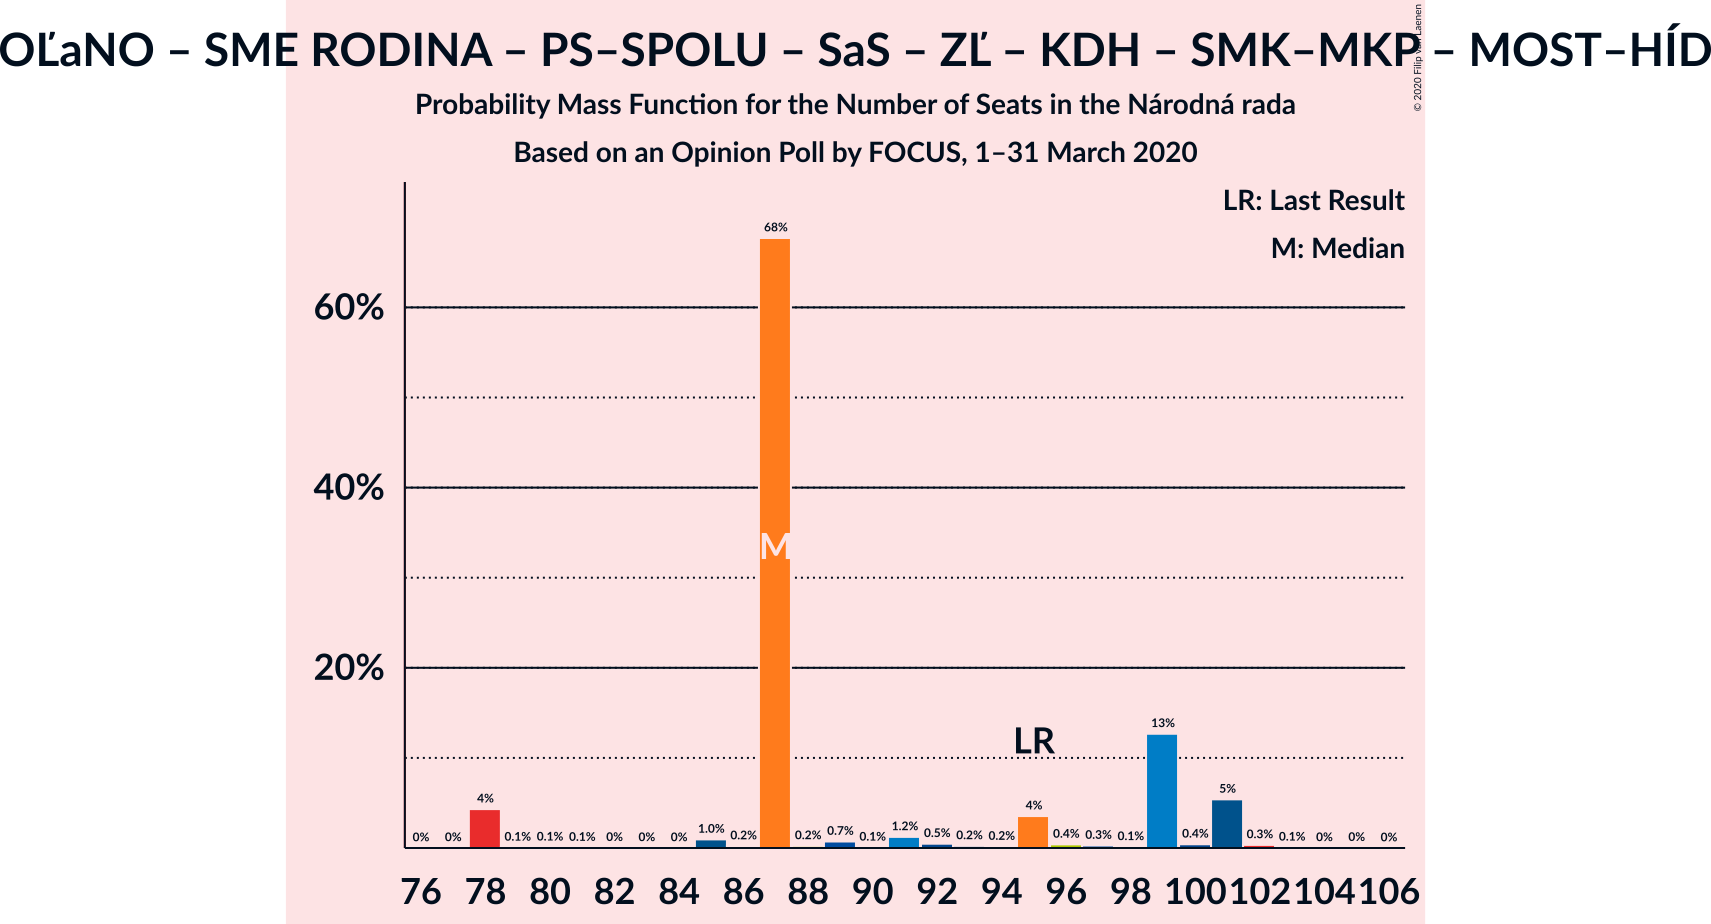 OĽaNO – SME RODINA – PS–SPOLU – SaS – ZĽ – KDH – SMK–MKP – MOST–HÍD
© 2020 Filip van Laenen
Probability Mass Function for the Number of Seats in the Národná rada
Based on an Opinion Poll by FOCUS, 1–31 March 2020
LR: Last Result
M: Median
60%
40%
20%
0% 0% 4% 0.1% 0.1% 0.1% 0% 0% 0% 1.0% 0.2% 68% 0.2% 0.7% 0.1% 1.2% 0.5% 0.2% 0.2% 4% 0.4% 0.3% 0.1% 13% 0.4% 5% 0.3% 0.1% 0% 0% 0%
M
LR
76 78 80 82 84 86 88 90 92 94 96 98 100 102 104 106